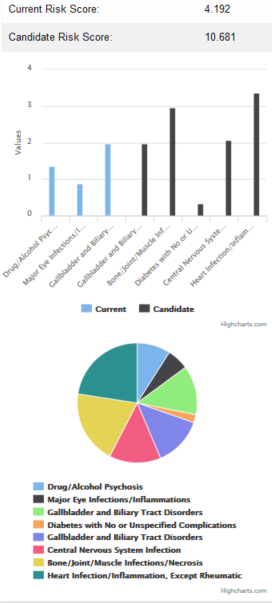 Current Risk Score: 4.192
Candidate Risk Score: 10.681
4
3
2
1
0
Values
Drug/Alcohol Psyc...
Major Eye Infections/I...
Gallbladder and Biliary...
Gallbladder and Biliary...
Bone/Joint/Muscle Inf...
Diabetes with No or U...
Central Nervous Syste...
Heart Infection/Inflam...
Current Candidate
Highcharts.com
Drug/Alcohol Psychosis
Major Eye Infections/Inflammations
Gallbladder and Biliary Tract Disorders
Diabetes with No or Unspecified Complications
Gallbladder and Biliary Tract Disorders
Central Nervous System Infection
Bone/Joint/Muscle Infections/Necrosis
Heart Infection/Inflammation, Except Rheumatic
Highcharts.com